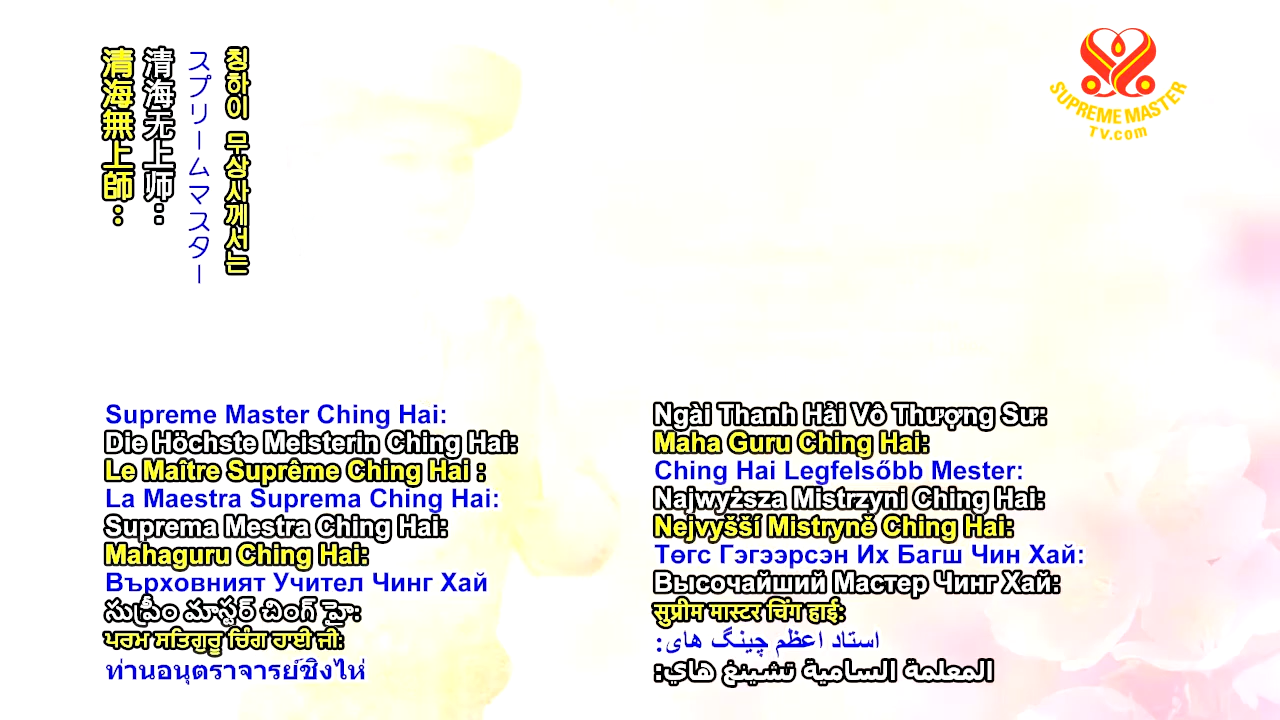 清海無上師：
清海无上师：
スプリームマスター
칭하이 무상사께서는
SUPREME MASTER
TV.com
Supreme Master Ching Hai:
Die Höchste Meisterin Ching Hai:
Le Maître Suprême Ching Hai :
La Maestra Suprema Ching Hai:
Suprema Mestra Ching Hai:
Mahaguru Ching Hai:
Върховният Учител Чинг Хай
సుప్రీం మాస్టర్ చింగ్ హై:
ਪਰਮ ਸਤਿਗੁਰੂ ਚਿੰਗ ਹਾਈ ਜੀ:
ท่านอนุตราจารย์ชิงไห่
Ngài Thanh Hải Vô Thượng Sư:
Maha Guru Ching Hai:
Ching Hai Legfelsőbb Mester:
Najwyższa Mistrzyni Ching Hai:
Nejvyšší Mistryně Ching Hai:
Төгс Гэгээрсэн Их Багш Чин Хай:
Высочайший Мастер Чинг Хай:
सुप्रीम मास्टर चिंग हाई:
استاد اعظم چینگ های:
المعلمة السامية تشينغ هاي: